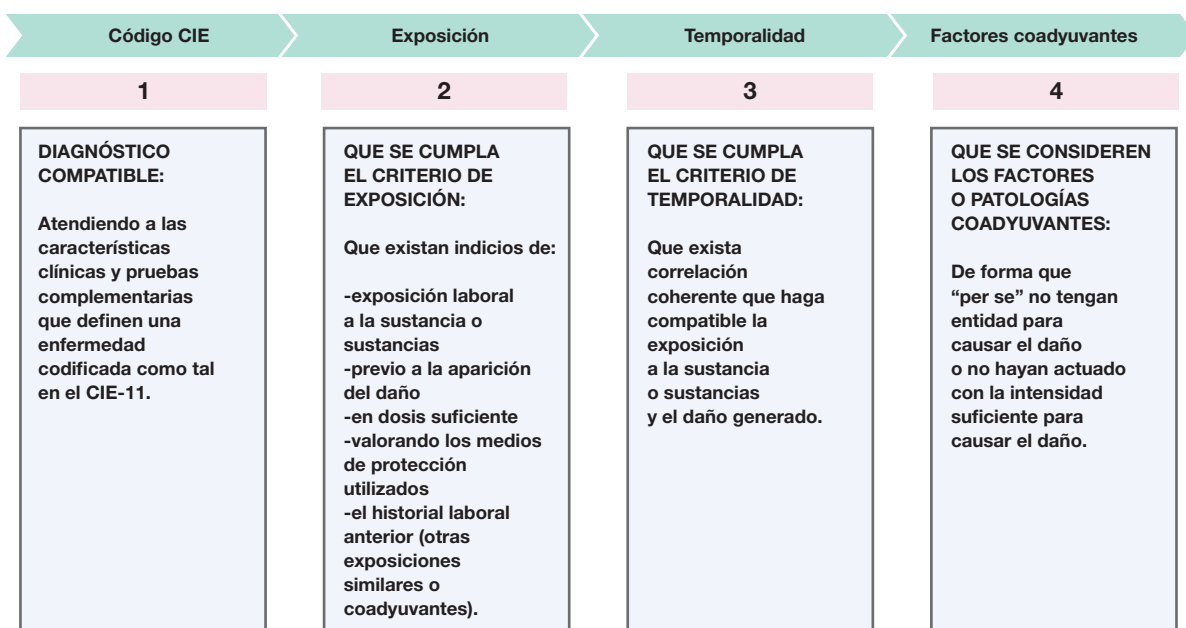 Código CIE
Exposición
Temporalidad
Factores coadyuvantes
1
2
3
4
DIAGNÓSTICO
COMPATIBLE:
Atendiendo a las
características
clínicas y pruebas
complementarias
que definen una
enfermedad
codificada como tal
en el CIE-11.
QUE SE CUMPLA
EL CRITERIO DE
EXPOSICIÓN:
Que existan indicios de:
-exposición laboral
a la sustancia o
sustancias
-previo a la aparición
del daño
-en dosis suficiente
-valorando los medios
de protección
utilizados
-el historial laboral
anterior (otras
exposiciones
similares o
coadyuvantes).
QUE SE CUMPLA
EL CRITERIO DE
TEMPORALIDAD:
Que exista
correlación
coherente que haga
compatible la
exposición
a la sustancia
o sustancias
y el daño generado.
QUE SE CONSIDEREN
LOS FACTORES
O PATOLOGÍAS
COADYUVANTES:
De forma que
“per se” no tengan
entidad para
causar el daño
o no hayan actuado
con la intensidad
suficiente para
causar el daño.